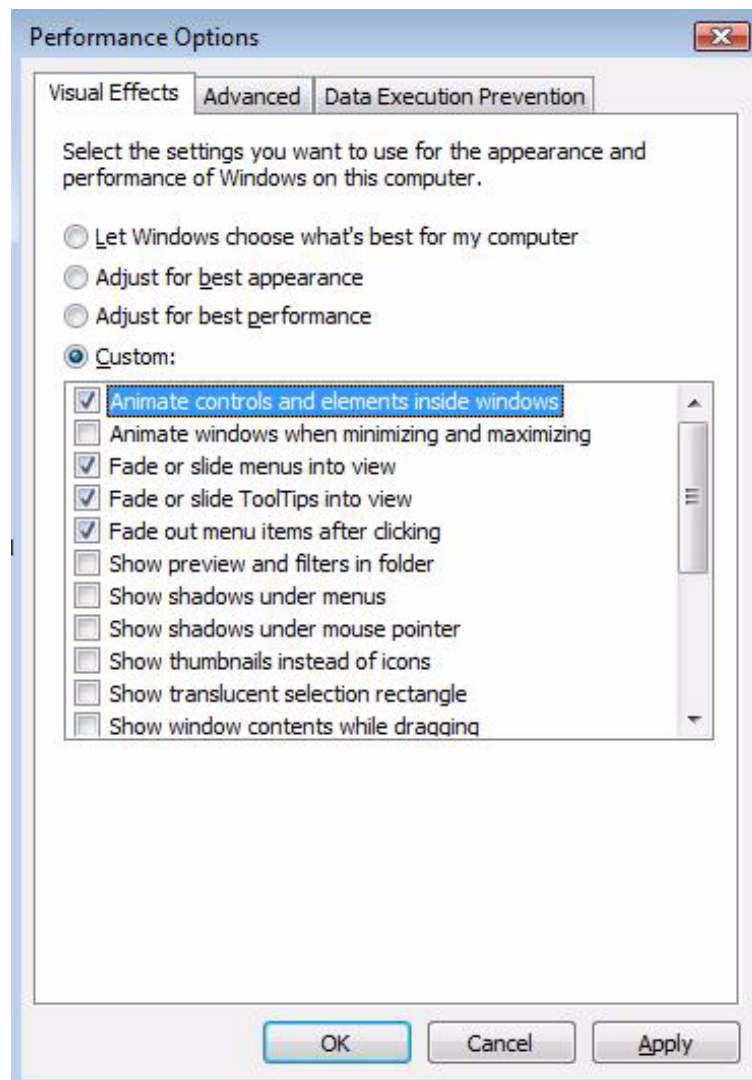 Performance Options
Visual Effects
Advanced
Data Execution Prevention
Select the settings you want to use for the appearance and
performance of Windows on this computer.
Let Windows choose what's best for my computer
Adjust for best appearance
Adjust for best performance
Custom:
Animate controls and elements inside windows
Animate windows when minimizing and maximizing
Fade or slide menus into view
Fade or slide ToolTips into view
Fade out menu items after clicking
Show preview and filters in folder
Show shadows under menus
Show shadows under mouse pointer
Show thumbnails instead of icons
Show translucent selection rectangle
Show window contents while dragging
OK
Cancel
Apply